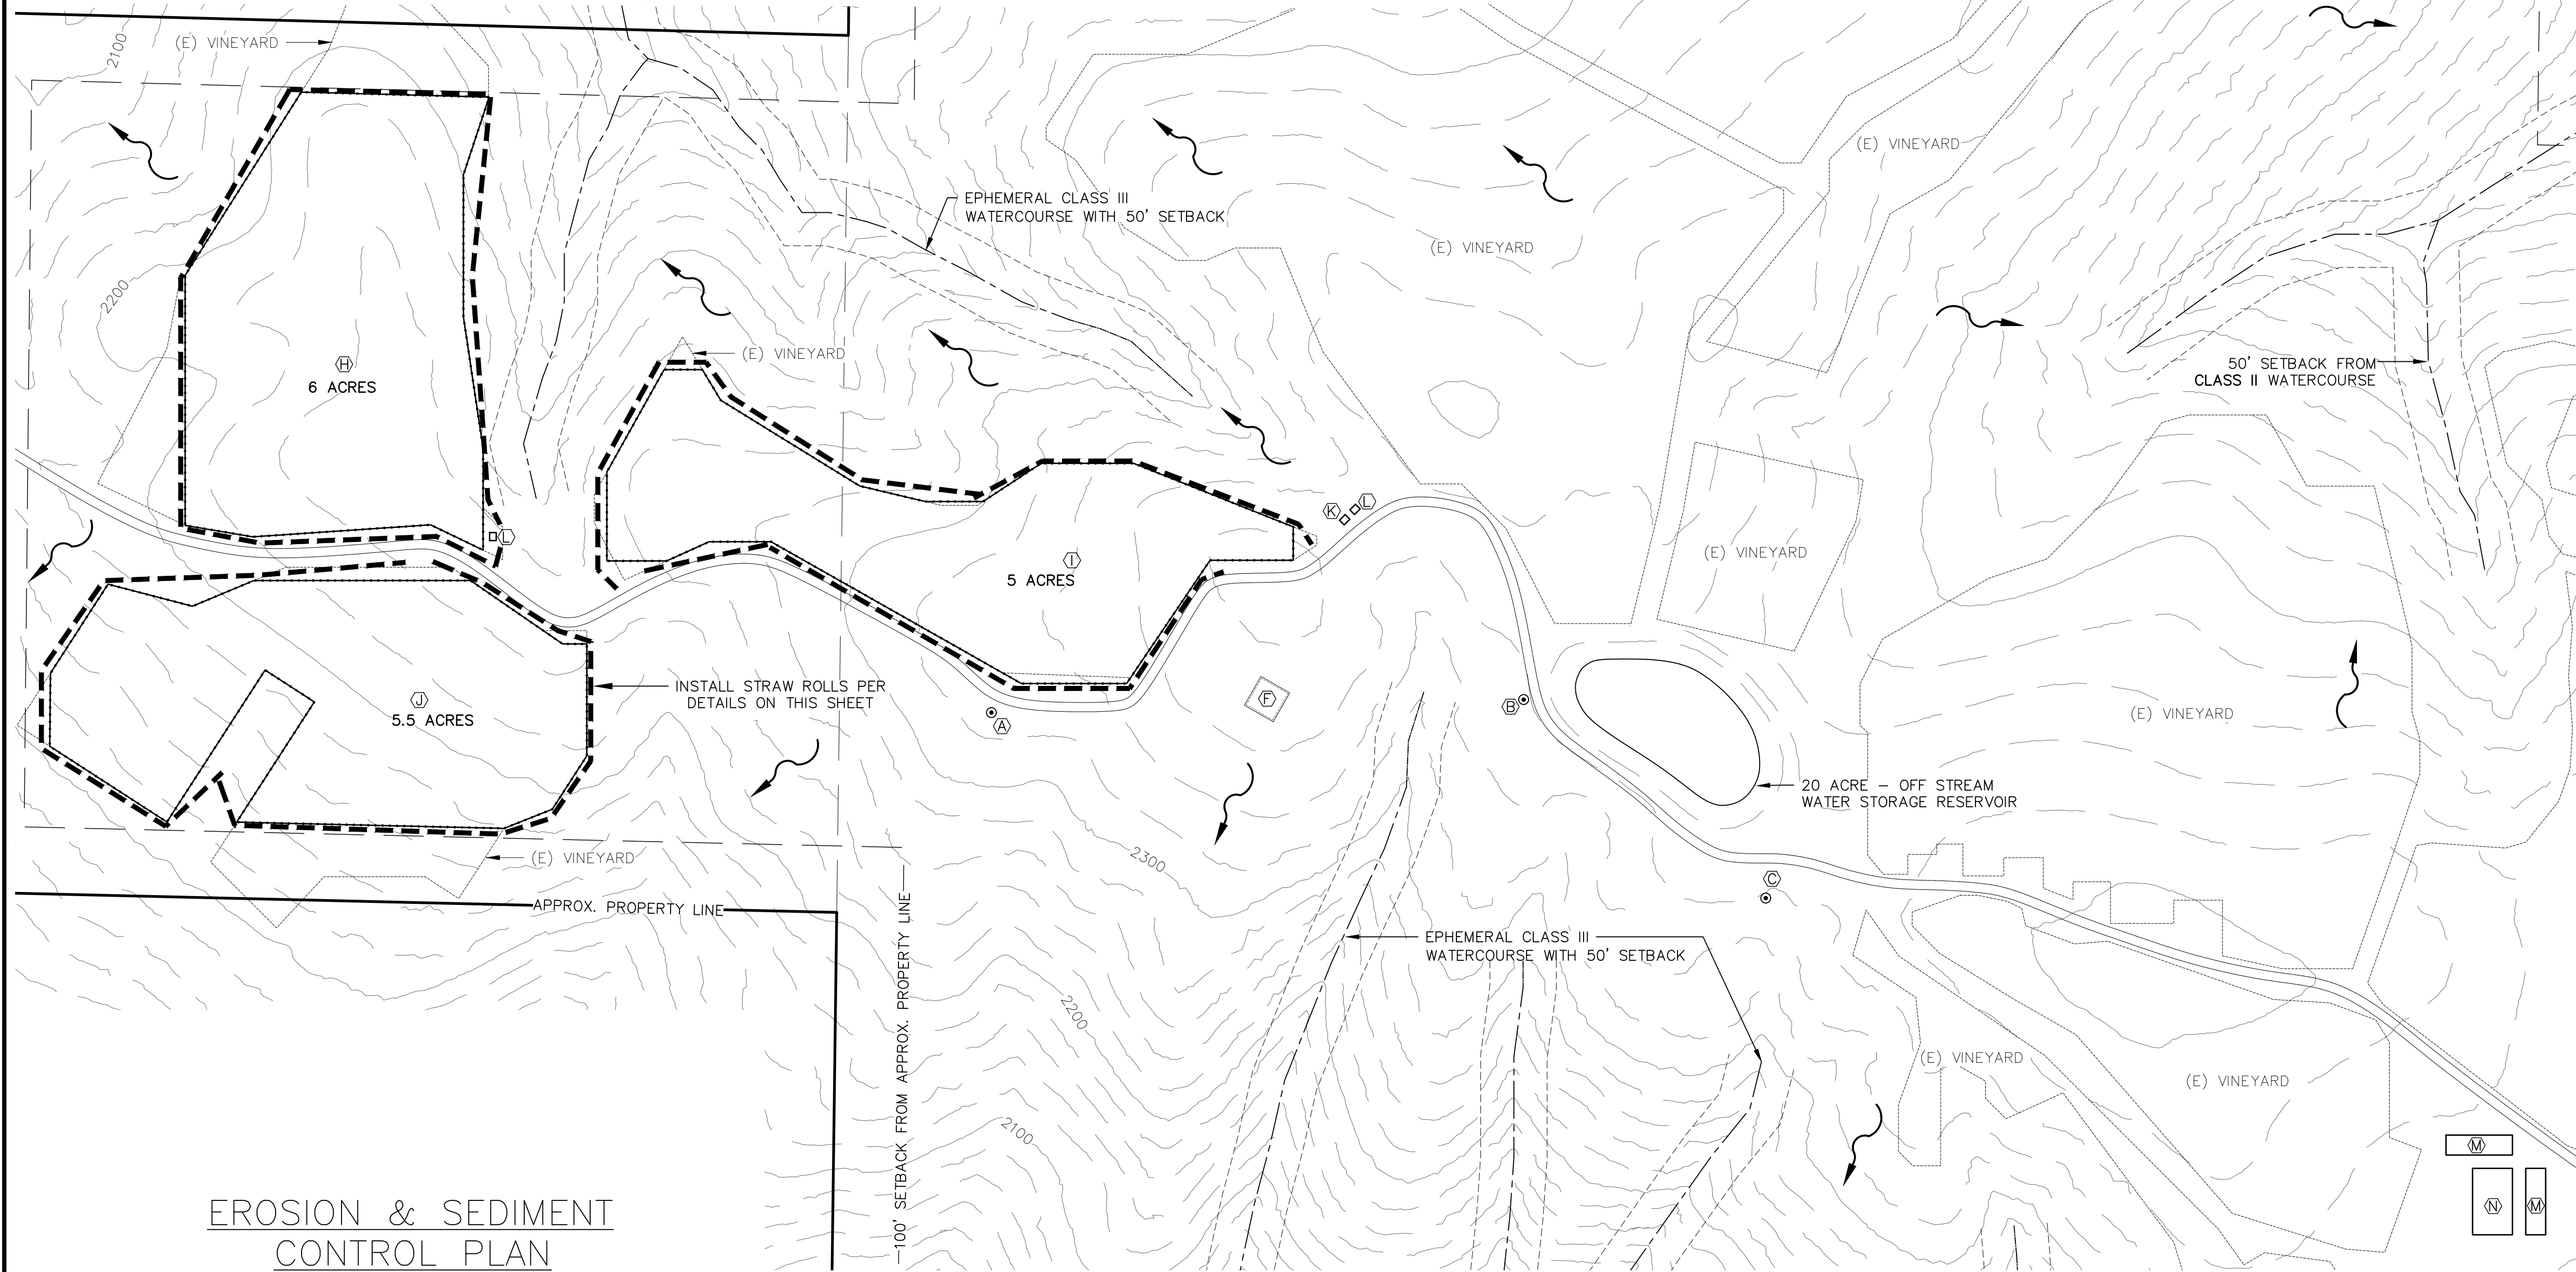 (E) VINEYARD
2100
(E) VINEYARD
EPHEMERAL CLASS III
WATERCOURSE WITH 50' SETBACK
(E) VINEYARD
2200
(E) VINEYARD
50' SETBACK FROM
CLASS II WATERCOURSE
H
6 ACRES
K
L
L
(E) VINEYARD
I
5 ACRES
INSTALL STRAW ROLLS PER
DETAILS ON THIS SHEET
J
5.5 ACRES
F
A
B
(E) VINEYARD
20 ACRE – OFF STREAM
WATER STORAGE RESERVOIR
(E) VINEYARD
2300
C
APPROX. PROPERTY LINE
100' SETBACK FROM APPROX. PROPERTY LINE
EPHEMERAL CLASS III
WATERCOURSE WITH 50' SETBACK
2200
(E) VINEYARD
(E) VINEYARD
2100
M
N
M
EROSION & SEDIMENT
CONTROL PLAN